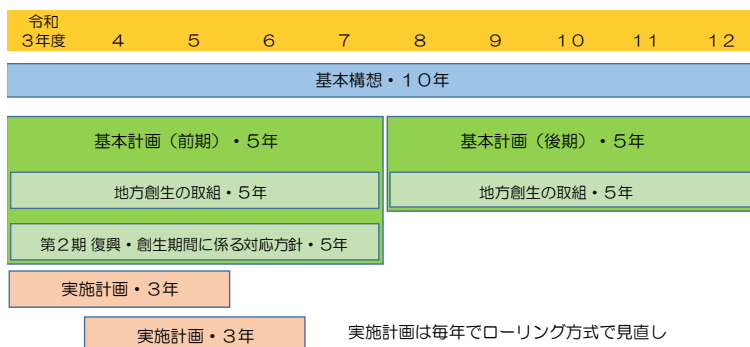 令和
３年度 ４ ５ ６ ７ ８ ９ １０ １１ １２
基本構想・１０年
基本計画（前期）・５年 基本計画（後期）・５年
地方創生の取組・５年 地方創生の取組・５年
第２期 復興・創生期間に係る対応方針・５年
実施計画・３年
実施計画・３年 実施計画は毎年でローリング方式で見直し